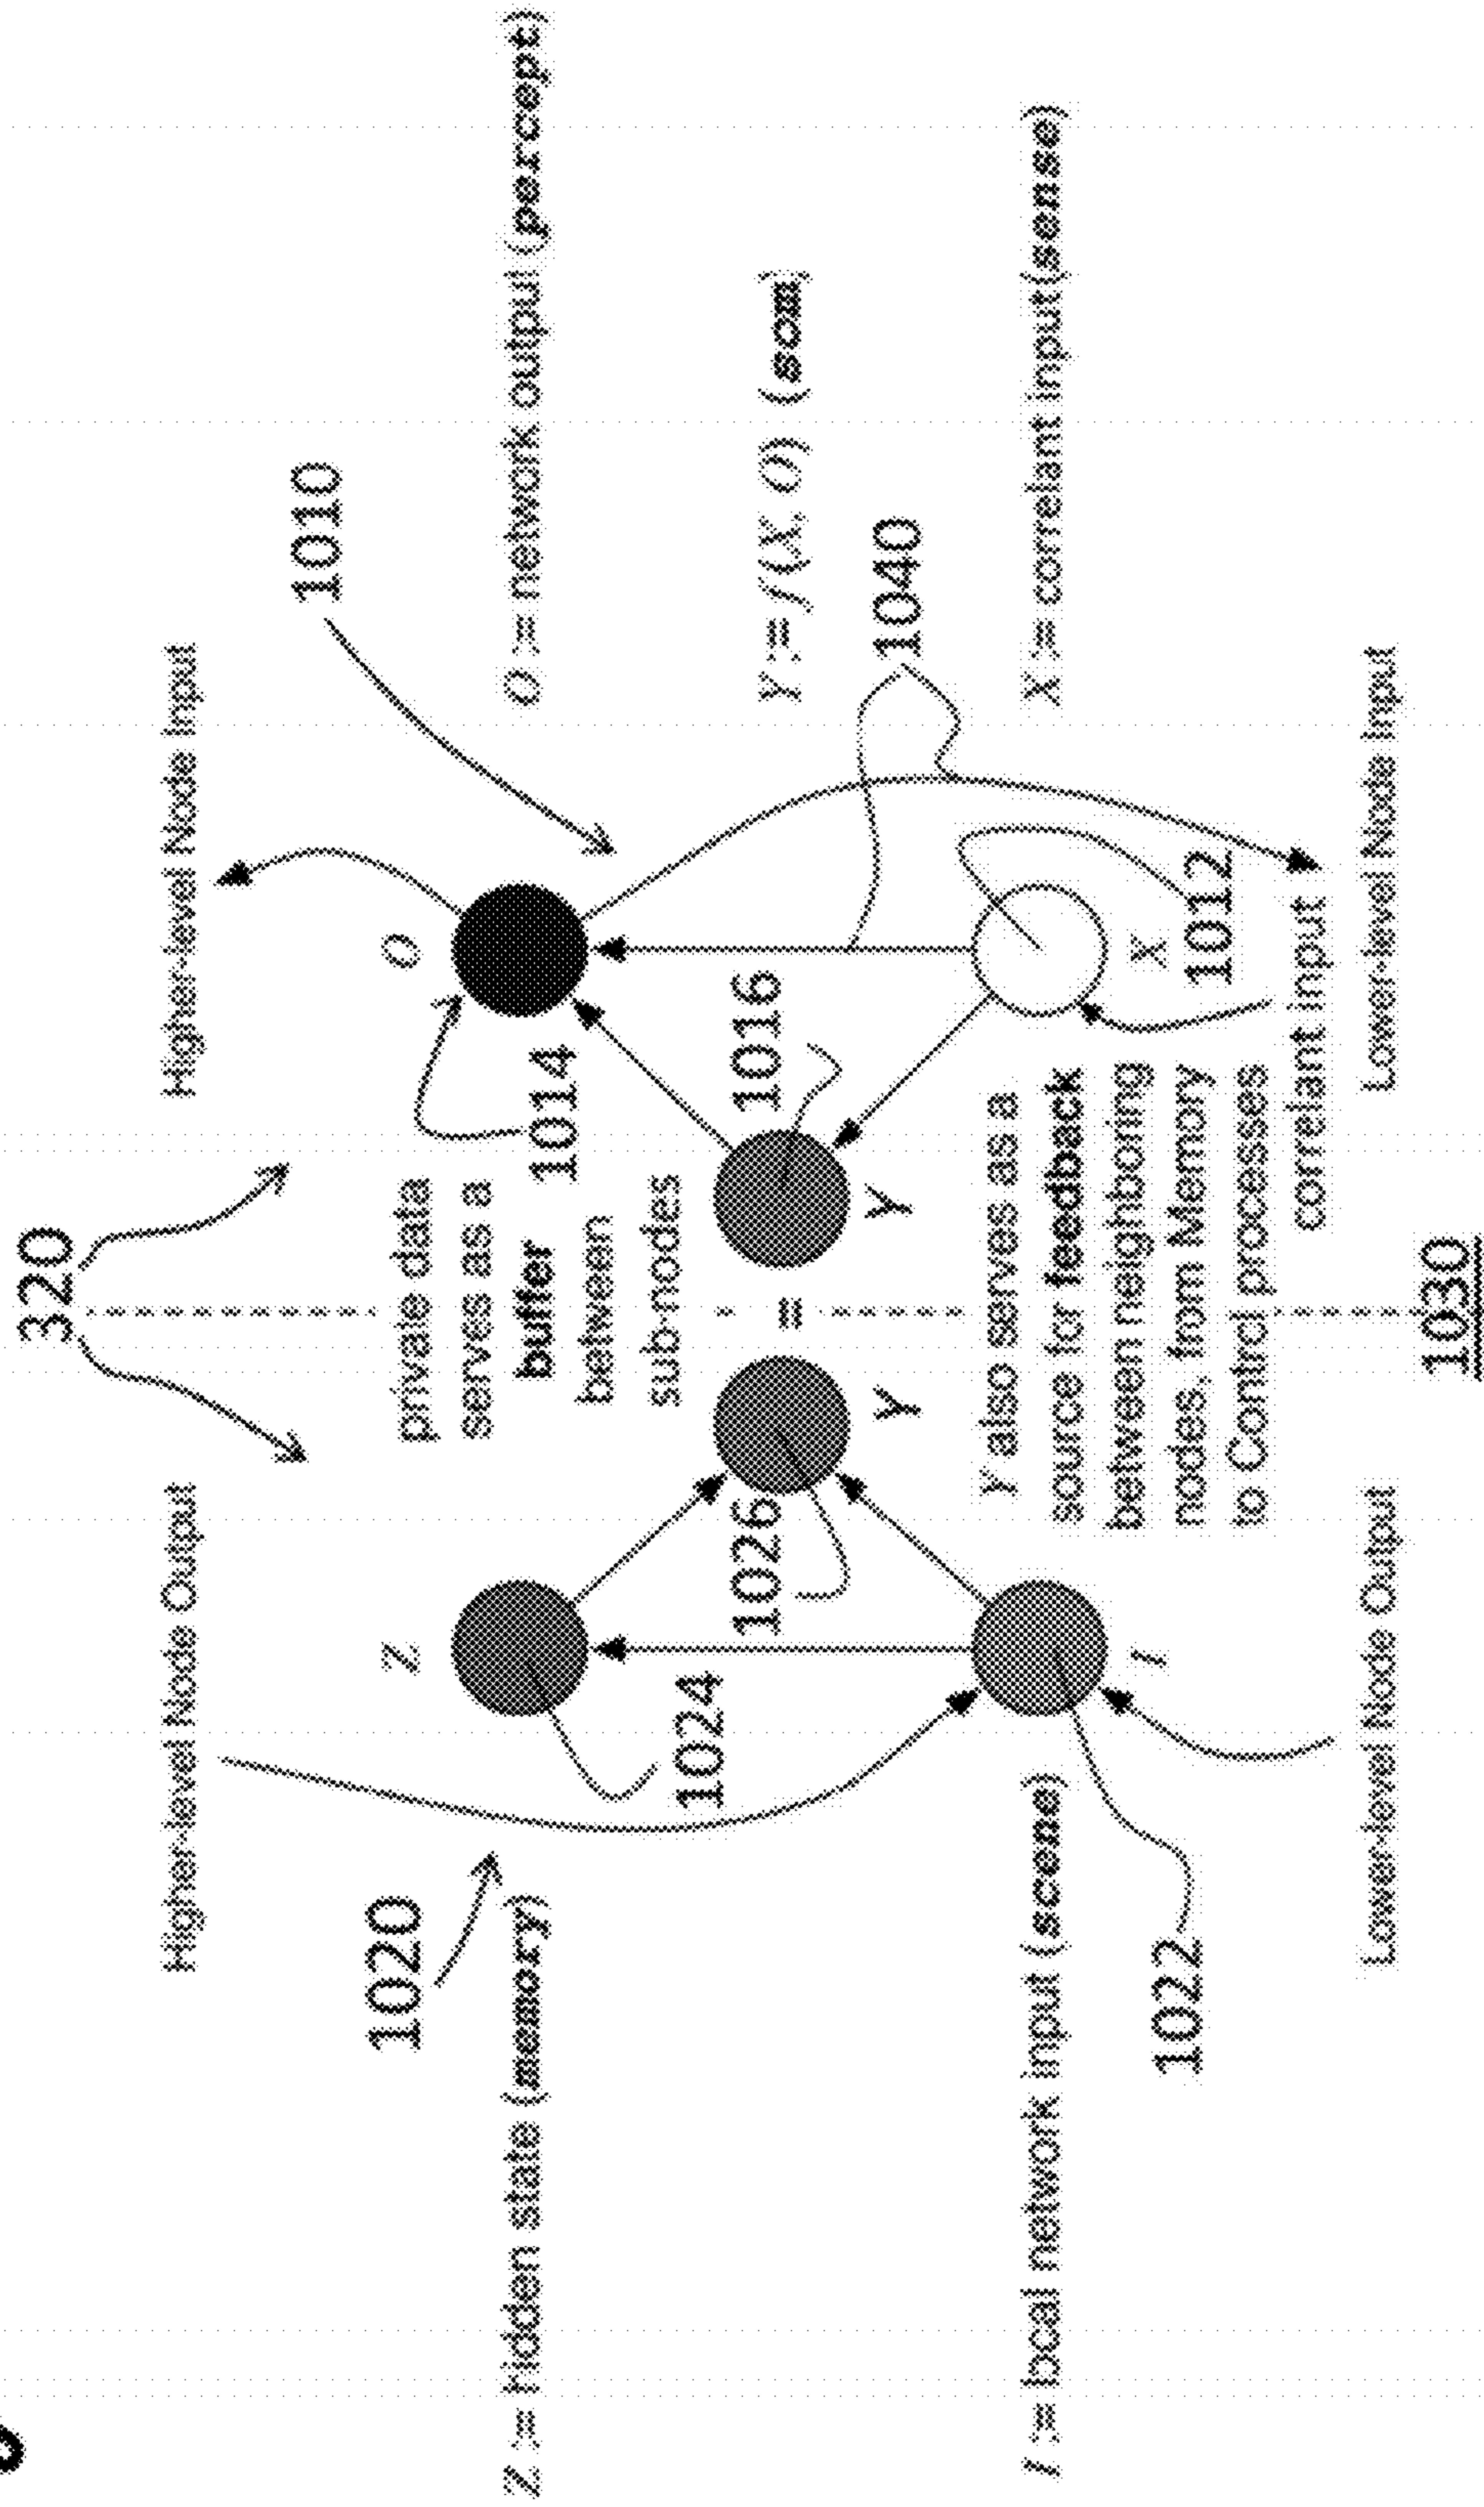 320
Higher-level Node Output
Higher-level Node Input
1020
1010
Z
O
private data
serves as a
buffer
between
sub-nodes
1014
Z := hidden state (memory)
O := network output (percept)
1024
1026
1016
Y
=
Y
Y := f(X, O) (scm)
1040
Y also serves as a
source for feedback
between neighboring
nodes, from Memory
to Control processes
I := local network input (scene)
X := correlant input(sense)
I
X
1022
1012
correlant input
Lower-level Node Output
Lower-level Node Input
1030